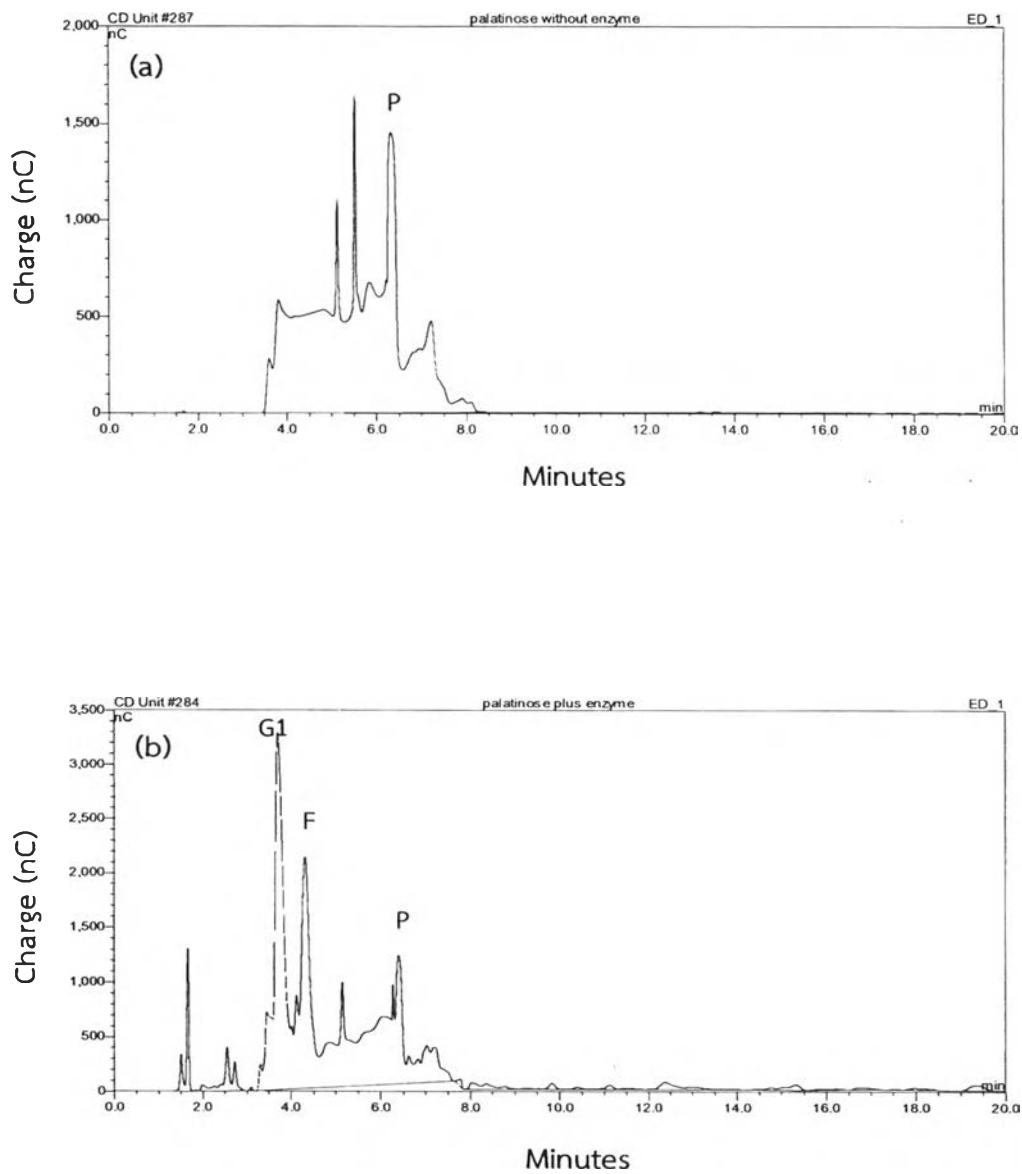 CD Unit #287 palatinose without enzyme ED_1
2,000
nC
(a)
P
1,500
1,000
500
0
min
0.0 2.0 4.0 6.0 8.0 10.0 12.0 14.0 16.0 18.0 20.0
Charge (nC)
Minutes
CD Unit #284 palatinose plus enzyme ED_1
3,500
nC
G1
(b)
3,000
2,500
F
2,000
1,500
P
1,000
500
0
min
0.0 2.0 4.0 6.0 8.0 10.0 12.0 14.0 16.0 18.0 20.0
Charge (nC)
Minutes